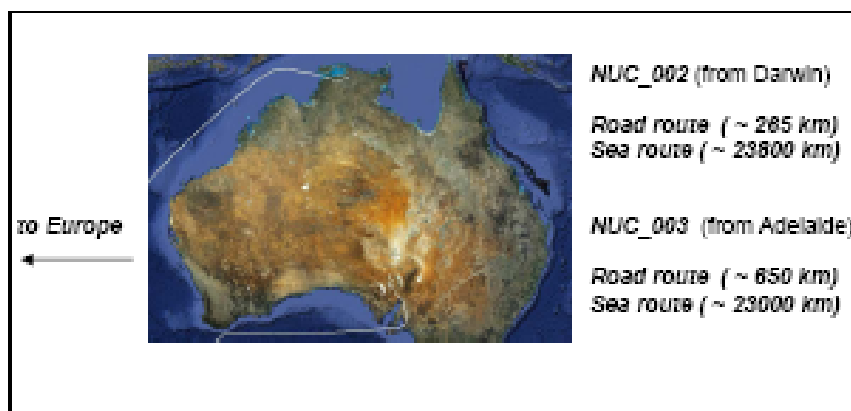 NUC_002 (from Darwin)
Road route ( ~ 265 km)
Sea route ( ~ 23800 km)
to Europe
NUC_003 (from Adelaide)
Road route ( ~ 650 km)
Sea route ( ~ 23000 km)